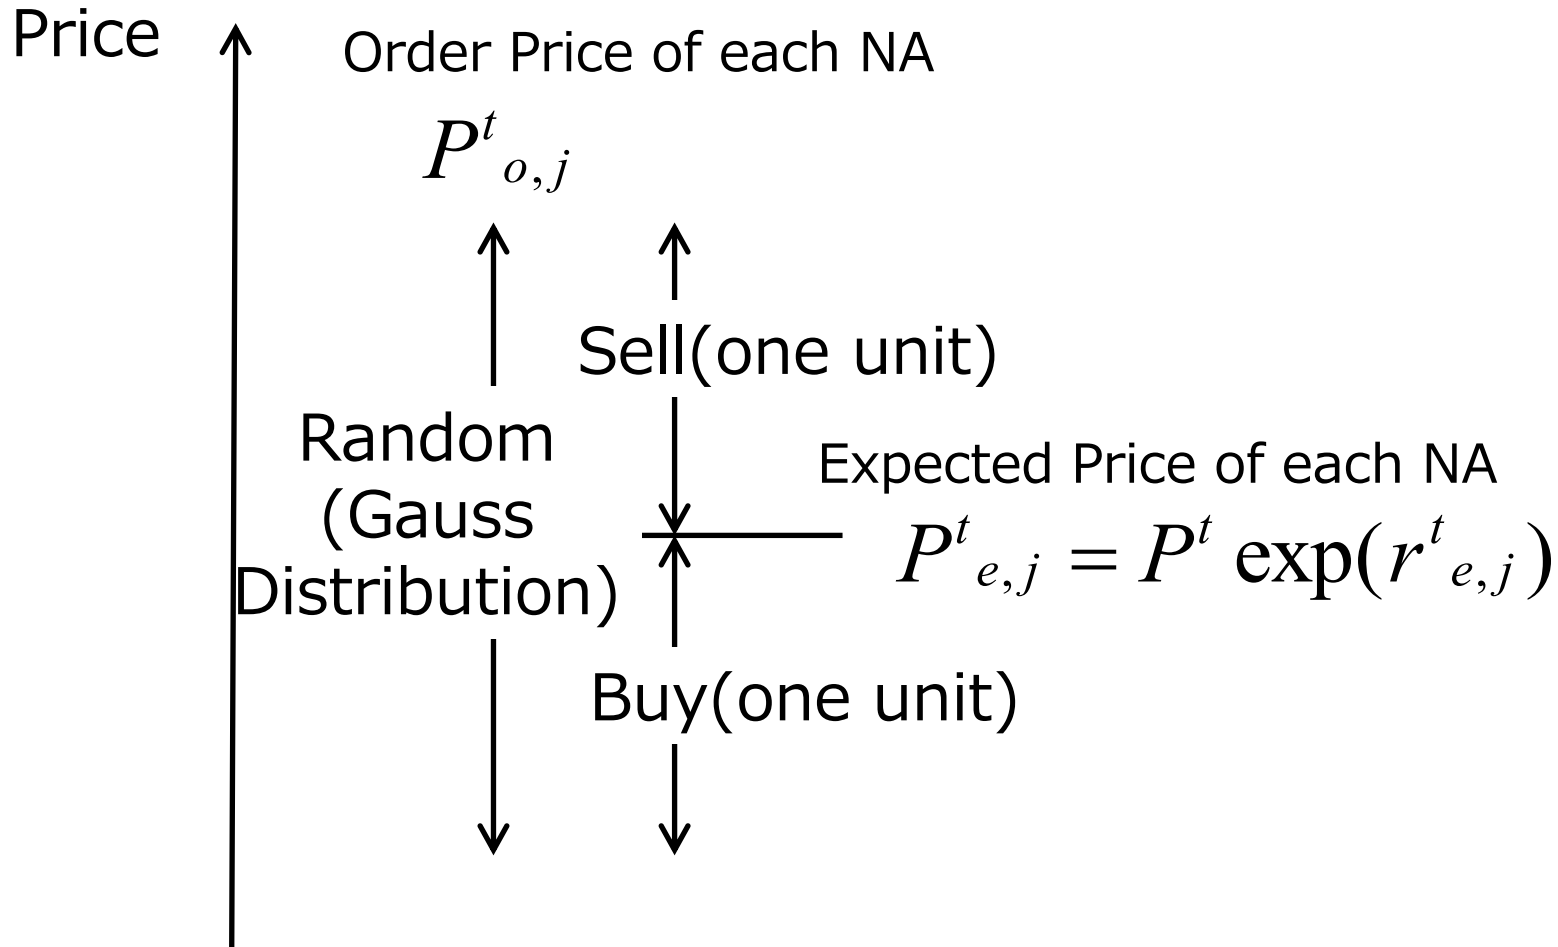 Price
Order Price of each NA
P^t_{o,j}
Sell(one unit)
Random
(Gauss
Distribution)
Expected Price of each NA
P^t_{e,j} = P^t exp(r^t_{e,j})
Buy(one unit)